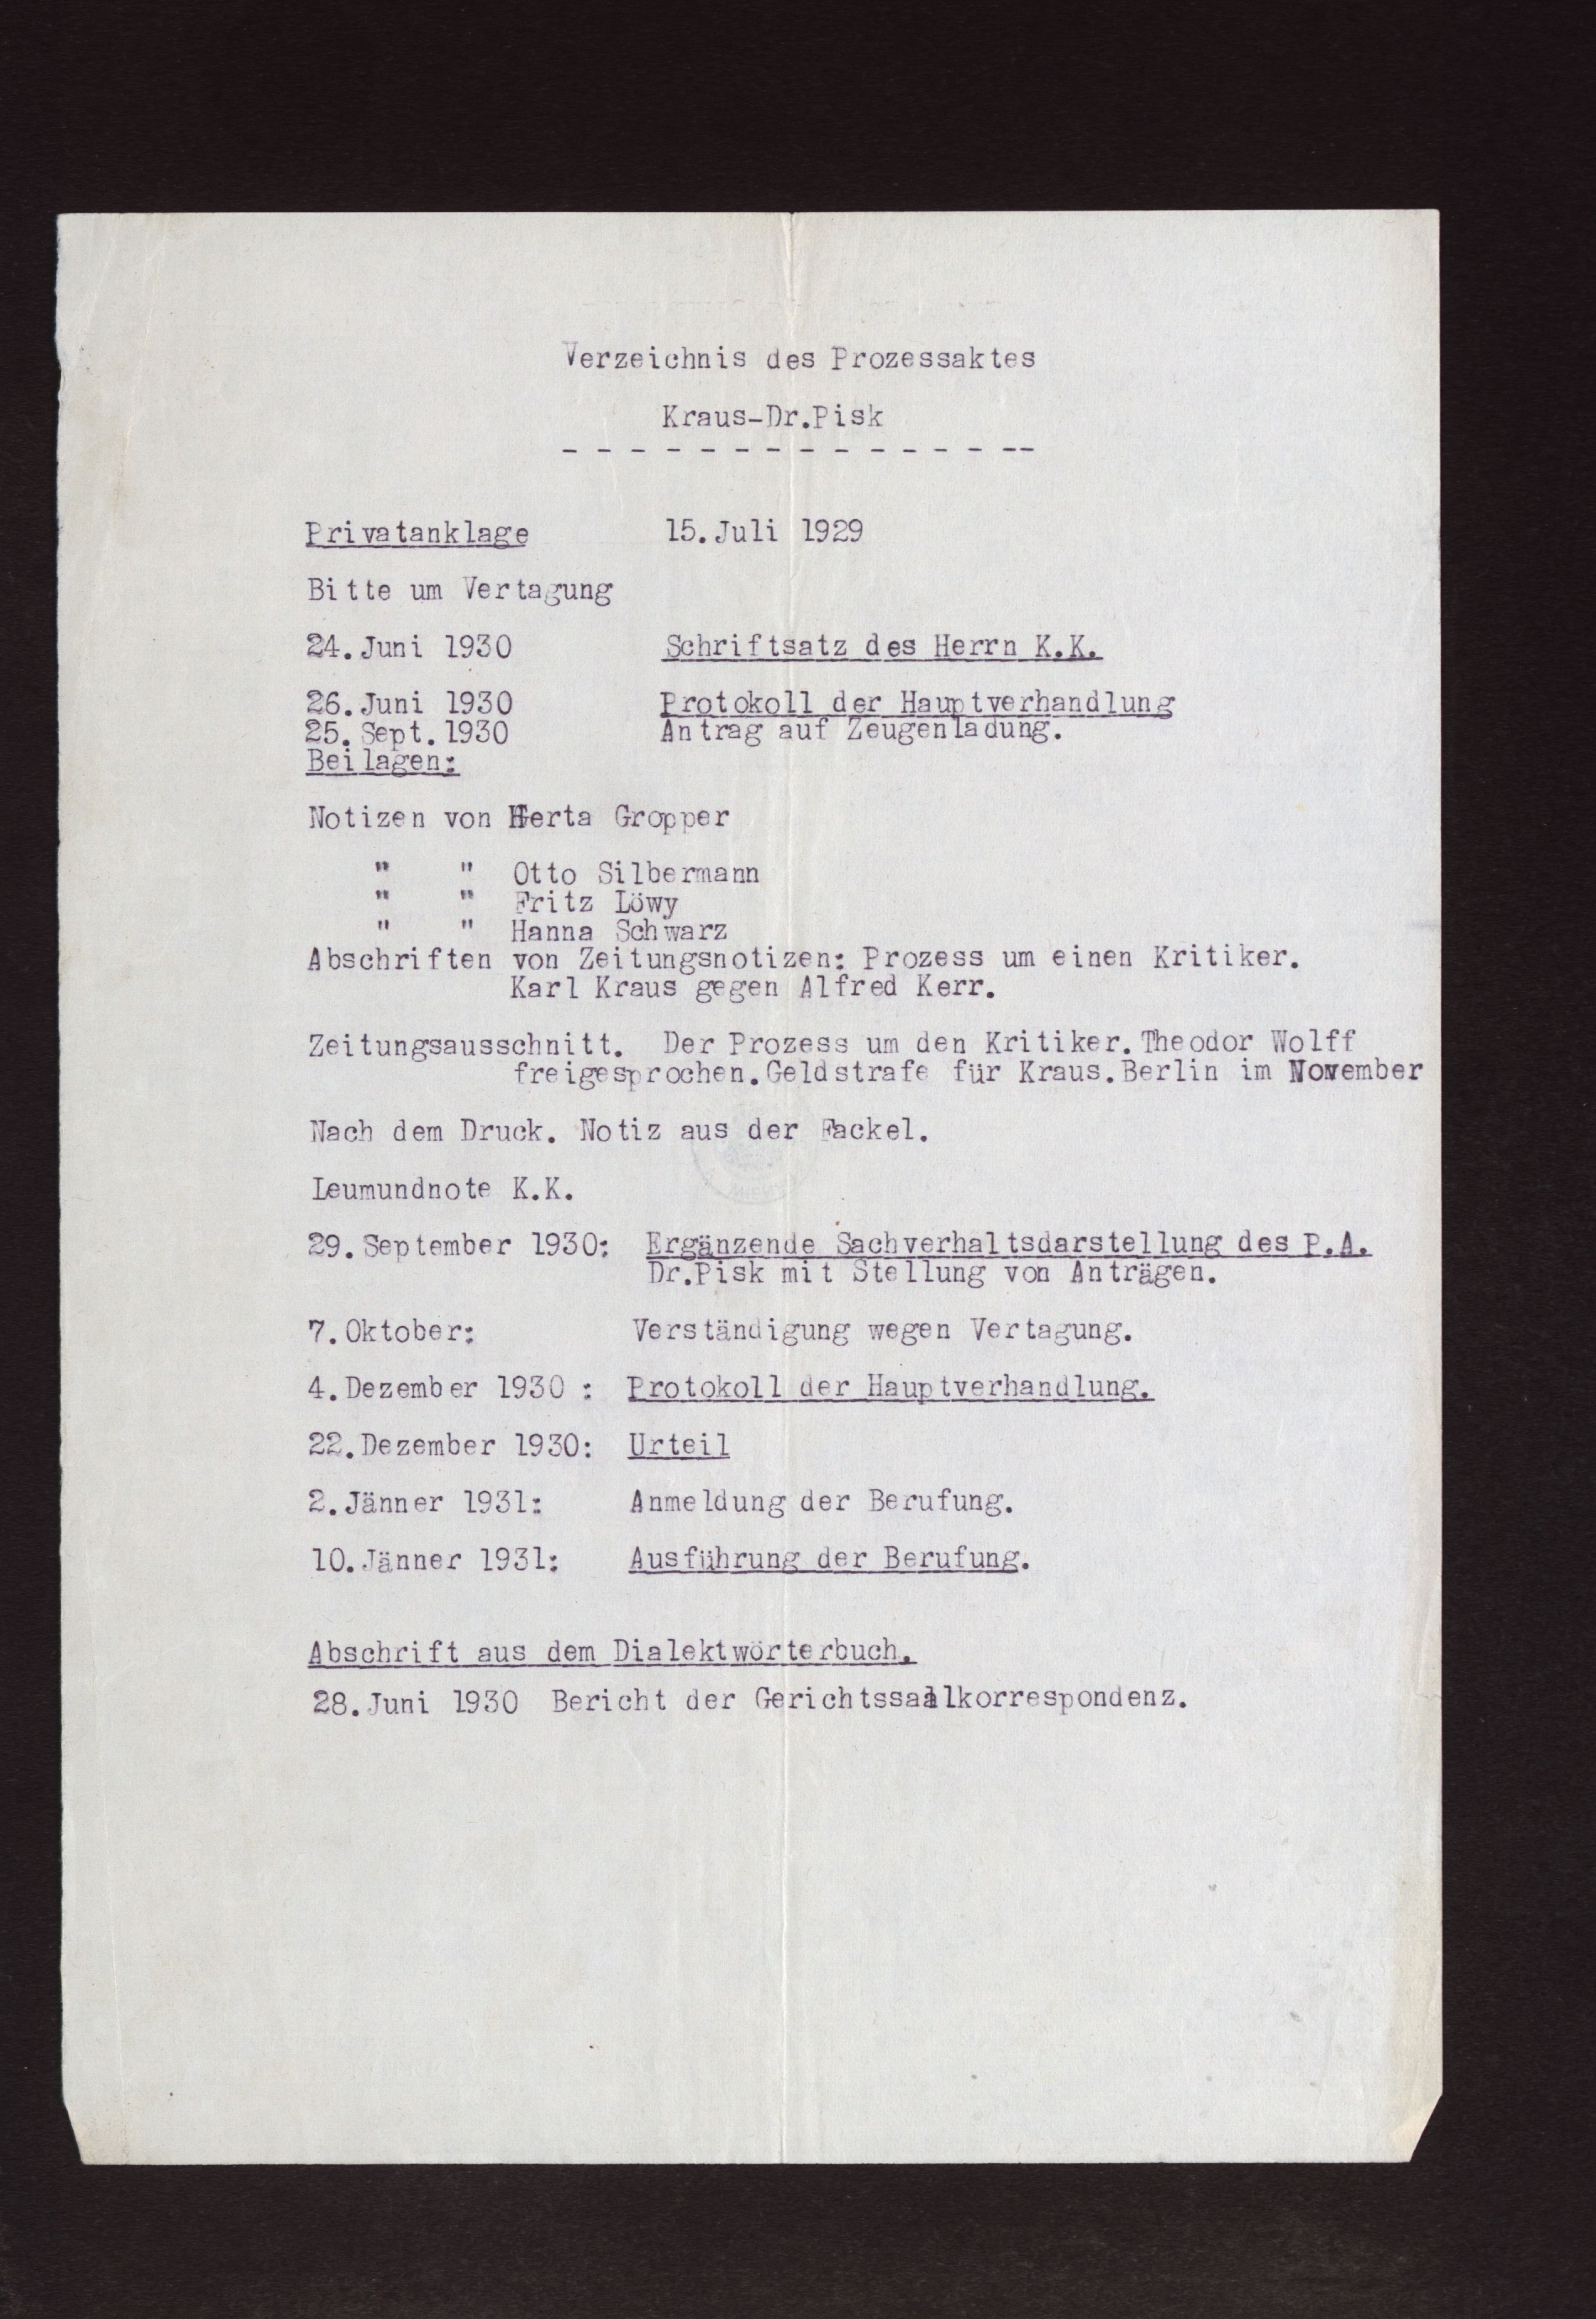 Verzeichnis des Prozessaktes
Kraus-Dr.Pisk
- - - - - - - - - - - - - --
Privatanklage 15.Juli 1929
Bitte um Vertagung
24.Juni 1930 Schriftsatz des Herrn K.K.
26.Juni 1930 Protokoll der Hauptverhandlung
25.Sept.1930 Antrag auf Zeugenladung.
Beilagen:
Notizen von Herta Gropper
" " Otto Silbermann
" " Fritz Löwy
" " Hanna Schwarz
Abschriften von Zeitungsnotizen: Prozess um einen Kritiker.
Karl Kraus gegen Alfred Kerr.
Zeitungsausschnitt. Der Prozess um den Kritiker.Theodor Wolff
freigesprochen.Geldstrafe für Kraus.Berlin im November
Nach dem Druck. Notiz aus der Fackel.
Leumundnote K.K.
29.September 1930: Ergänzende Sachverhaltsdarstellung des P.A.
Dr.Pisk mit Stellung von Anträgen.
7.Oktober: Verständigung wegen Vertagung.
4.Dezember 1930 : Protokoll der Hauptverhandlung.
22.Dezember 1930: Urteil
2.Jänner 1931: Anmeldung der Berufung.
10.Jänner 1931: Ausführung der Berufung.
Abschrift aus dem Dialektwörterbuch.
28.Juni 1930 Bericht der Gerichtssaalkorrespondenz.